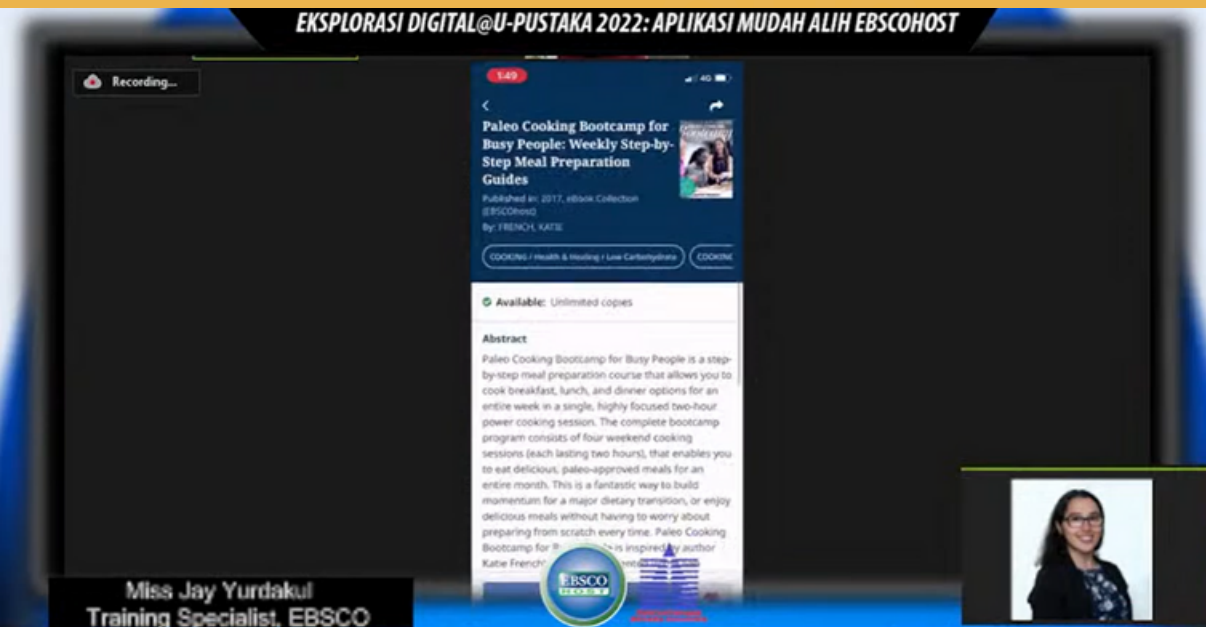 EKSPLORASI DIGITAL@U-PUSTAKA 2022: APLIKASI MUDAH ALIH EBSCOHOST
Recording...
1:49
4G
Paleo Cooking Bootcamp for
Busy People: Weekly Step-by-
Step Meal Preparation
Guides
Published in: 2017, eBook Collection
(EBSCOhost)
By: FRENCH, KATIE
COOKING / Health & Healing / Low Carbohydrate
COOKING
Available: Unlimited copies
Abstract
Paleo Cooking Bootcamp for Busy People is a step-
by-step meal preparation course that allows you to
cook breakfast, lunch, and dinner options for an
entire week in a single, highly focused two-hour
power cooking session. The complete bootcamp
program consists of four weekend cooking
sessions (each lasting two hours), that enables you
to eat delicious, paleo-approved meals for an
entire month. This is a fantastic way to build
momentum for a major dietary transition, or enjoy
delicious meals without having to worry about
preparing from scratch every time. Paleo Cooking
Bootcamp for is inspired by author
Katie French'
EBSCO
HOST
Miss Jay Yurdakul
Training Specialist, EBSCO